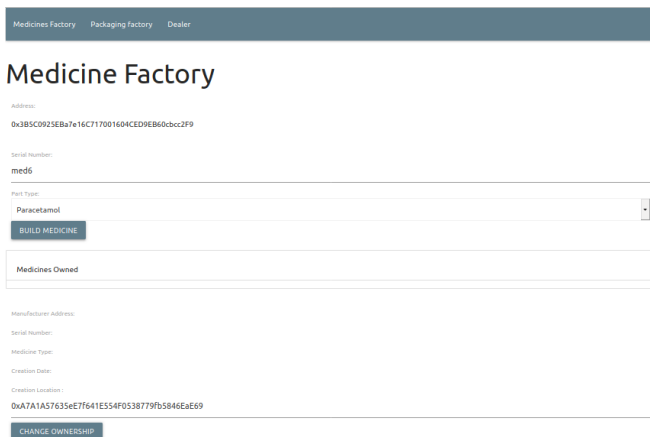 Medicines Factory Packaging factory Dealer
Medicine Factory
Address:
0x3B5C0925EBa7e16C717001604CED9EB60cbcc2F9
Serial Number:
med6
Part Type:
Paracetamol
BUILD MEDICINE
Medicines Owned
Manufacturer Address:
Serial Number:
Medicine Type:
Creation Date:
Creation Location :
0xA7A1A57635eE7f641E554F0538779fb5846EaE69
CHANGE OWNERSHIP